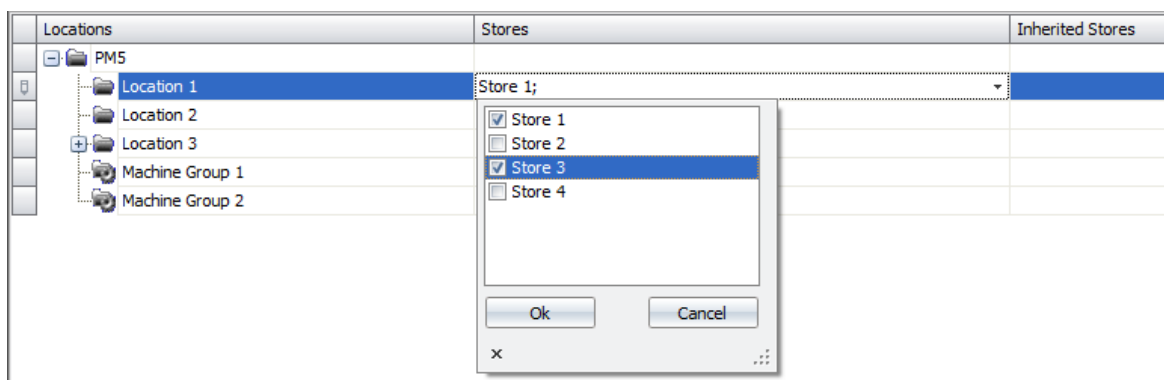 Locations Stores Inherited Stores
PM5
Location 1 Store 1;
Location 2
Location 3
Machine Group 1
Machine Group 2
Store 1
Store 2
Store 3
Store 4
Ok Cancel